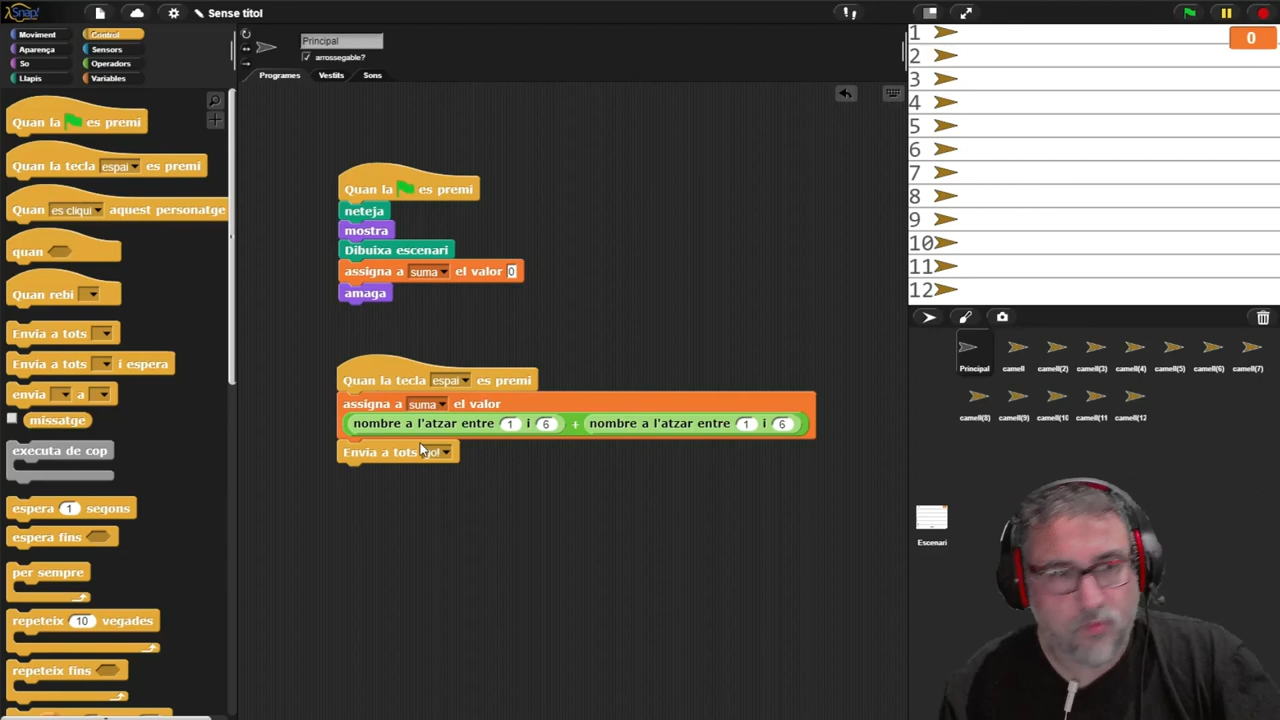 Snap!
Sense títol
Moviment
Control
Aparença
Sensors
So
Operadors
Llapis
Variables
Quan la es premi
Quan la tecla espai es premi
Quan es cliqui aquest personatge
quan
Quan rebi
Envia a tots
Envia a tots i espera
envia a
missatge
executa de cop
espera 1 segons
espera fins
per sempre
repeteix 10 vegades
repeteix fins
Principal
arrossegable?
Programes
Vestits
Sons
Quan la es premi
neteja
mostra
Dibuixa escenari
assigna a suma el valor 0
amaga
Quan la tecla espai es premi
assigna a suma el valor
nombre a l'atzar entre 1 i 6 + nombre a l'atzar entre 1 i 6
Envia a tots go!
0
1
2
3
4
5
6
7
8
9
10
11
12
Principal
camell
camell(2)
camell(3)
camell(4)
camell(5)
camell(6)
camell(7)
camell(8)
camell(9)
camell(10)
camell(11)
camell(12
Escenari